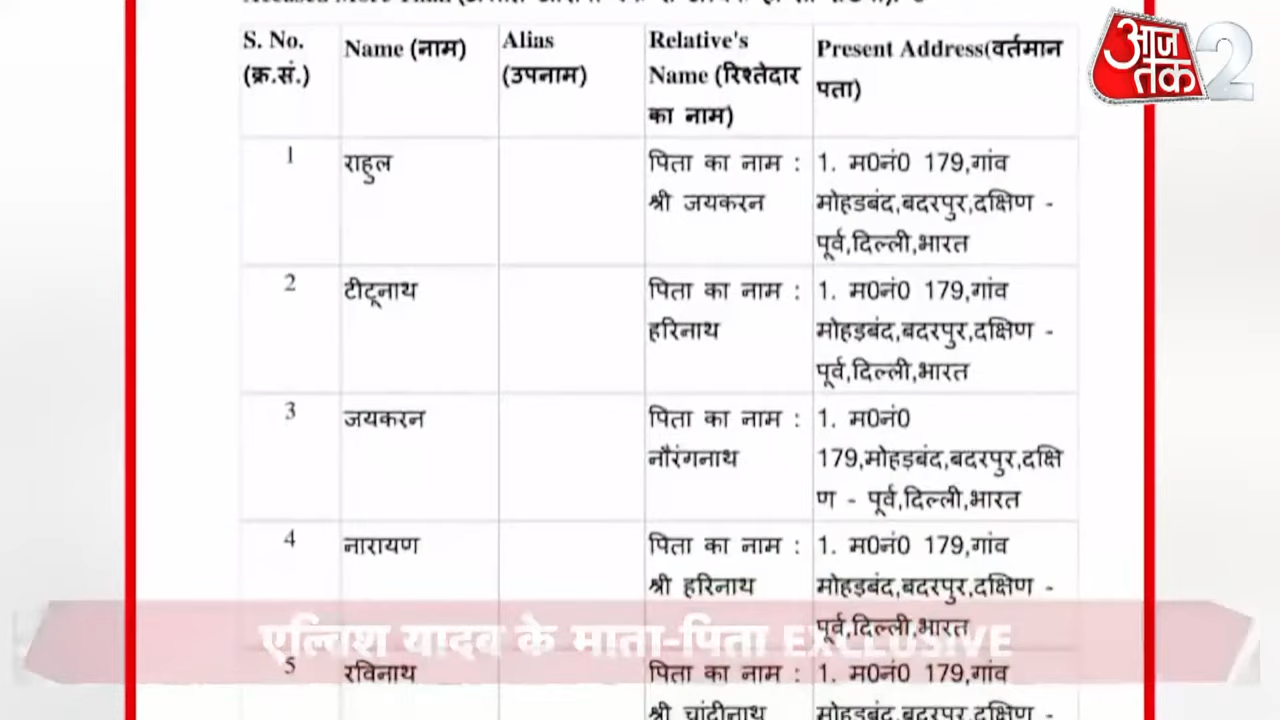 S. No. (क्र.सं.)
Name (नाम)
Alias (उपनाम)
Relative's Name (रिश्तेदार का नाम)
Present Address(वर्तमान पता)
1
राहुल
पिता का नाम :
श्री जयकरन
1. म0नं0 179,गांव
मोहडबंद,बदरपुर,दक्षिण -
पूर्व,दिल्ली,भारत
2
टीटूनाथ
पिता का नाम :
हरिनाथ
1. म0नं0 179,गांव
मोहड़बंद,बदरपुर,दक्षिण -
पूर्व,दिल्ली,भारत
3
जयकरन
पिता का नाम :
नौरंगनाथ
1. म0नं0
179,मोहड़बंद,बदरपुर,दक्षि
ण - पूर्व,दिल्ली,भारत
4
नारायण
पिता का नाम :
श्री हरिनाथ
1. म0नं0 179,गांव
मोहड़बंद,बदरपुर,दक्षिण -
पूर्व,दिल्ली,भारत
5
रविनाथ
पिता का नाम :
श्री चांदीनाथ
1. म0नं0 179,गांव
मोहड़बंद,बदरपुर,दक्षिण -
एल्विश यादव के माता-पिता EXCLUSIVE
आज
तक 2